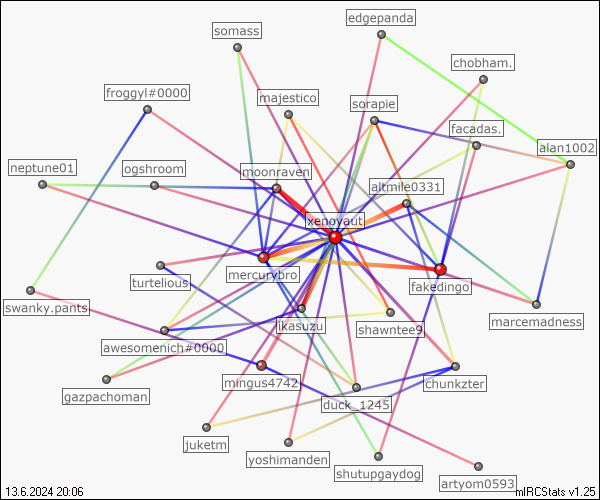 edgepanda
somass
chobham.
froggyl#0000
majestico
sorapie
facadas.
alan1002
neptune01
ogshroom
moonraven
altmile0331
xenoyaut
mercurybro
fakedingo
turtelious
swanky.pants
likasuzu
shawntee9
marcemadness
awesomenich#0000
mingus4742
chunkzter
gazpachoman
duck_1245
juketm
yoshimanden
shutupgaydog
artyom0593
13.6.2024 20:06
mIRCStats v1.25